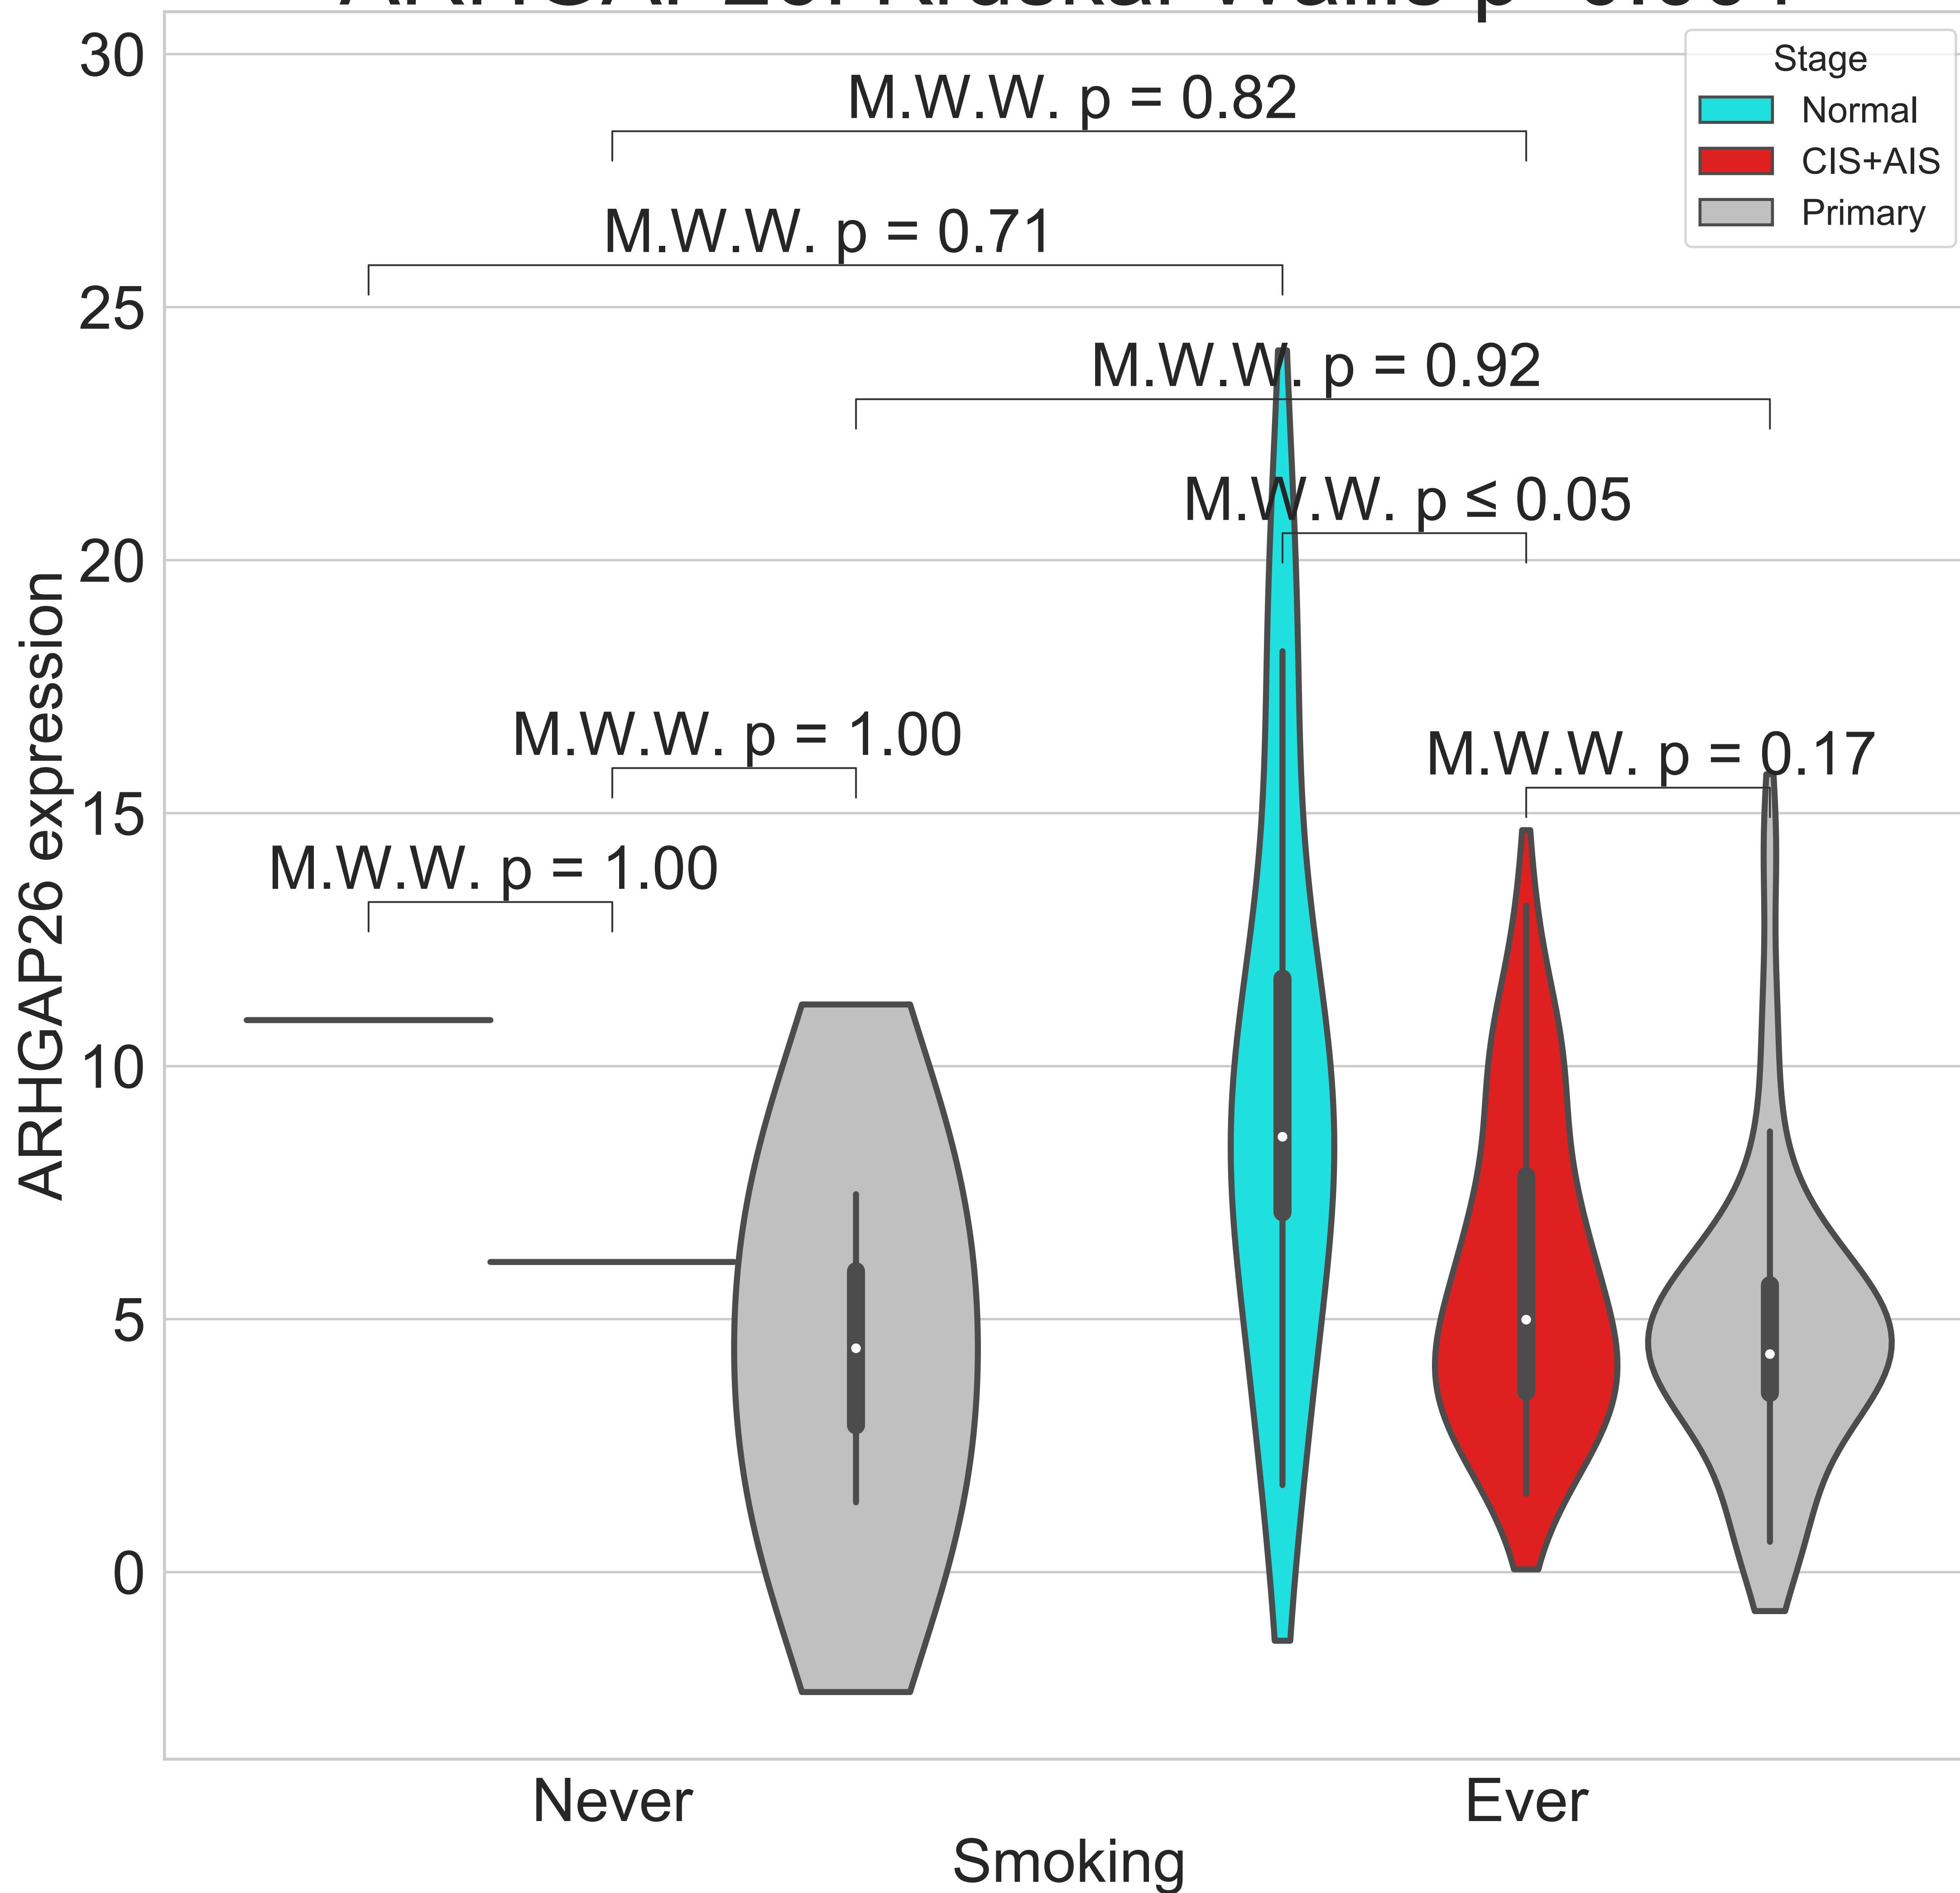 30
25
20
15
10
5
0
ARHGAP26 expression
M.W.W. p = 0.82
M.W.W. p = 0.71
M.W.W. p = 0.92
M.W.W. p ≤ 0.05
M.W.W. p = 1.00
M.W.W. p = 0.17
M.W.W. p = 1.00
Stage
Normal
CIS+AIS
Primary
Never
Ever
Smoking